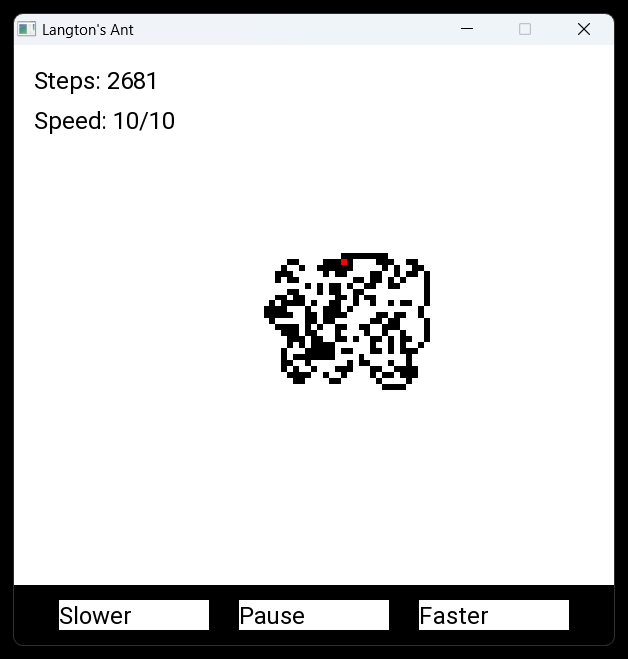 Langton's Ant
Steps: 2681
Speed: 10/10
Slower
Pause
Faster